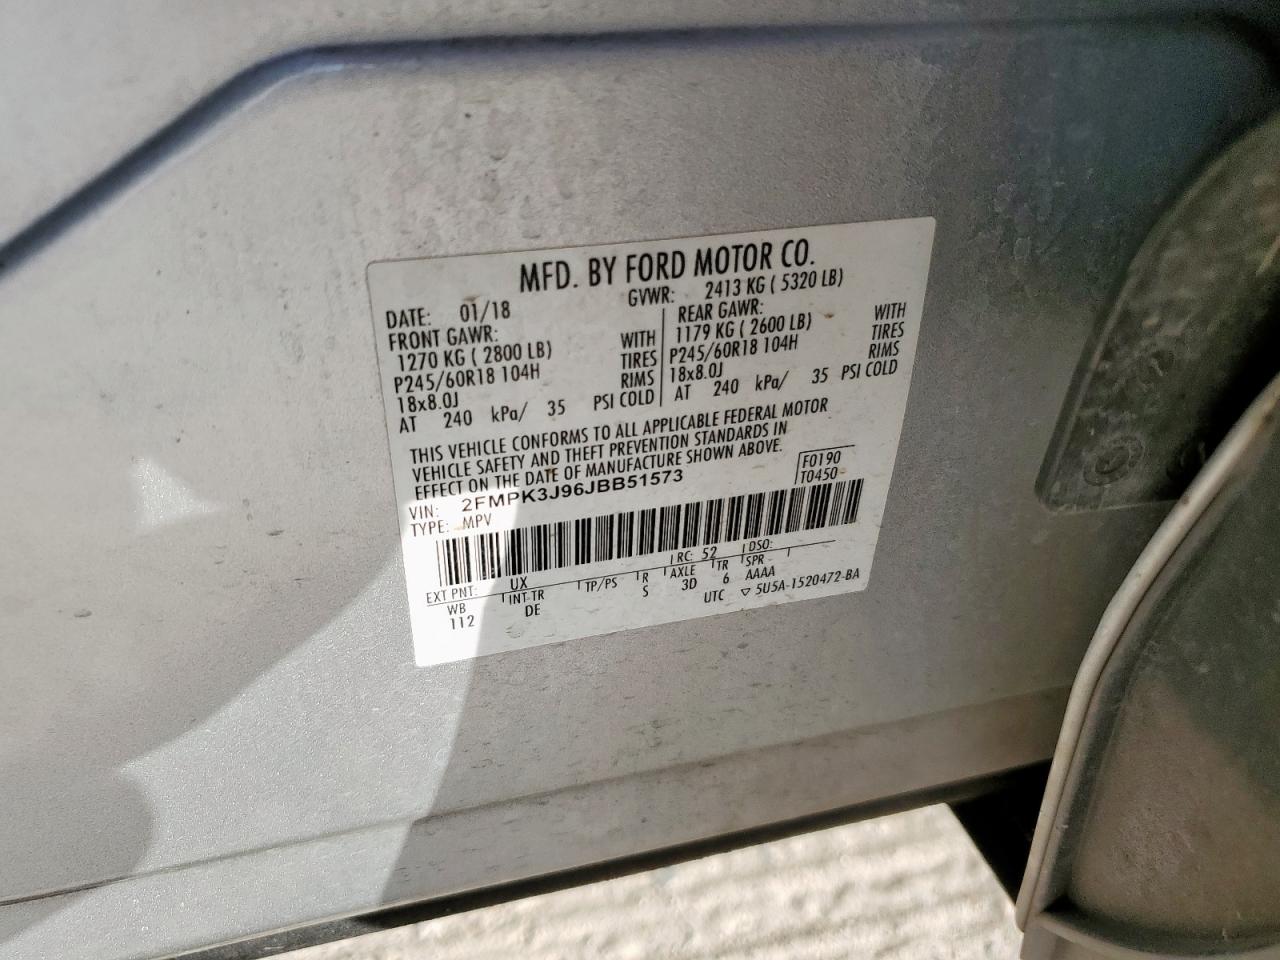 MFD. BY FORD MOTOR CO.
DATE: 01/18 GVWR: 2413 KG ( 5320 LB)
FRONT GAWR: REAR GAWR:
1270 KG ( 2800 LB) WITH 1179 KG ( 2600 LB) WITH
P245/60R18 104H TIRES P245/60R18 104H TIRES
18x8.0J RIMS 18x8.0J RIMS
AT 240 kPa/ 35 PSI COLD AT 240 kPa/ 35 PSI COLD
THIS VEHICLE CONFORMS TO ALL APPLICABLE FEDERAL MOTOR
VEHICLE SAFETY AND THEFT PREVENTION STANDARDS IN
EFFECT ON THE DATE OF MANUFACTURE SHOWN ABOVE.
VIN: 2FMPK3J96JBB51573 F0190
TYPE: MPV T0450
EXT PNT: UX RC: 52 DSO:
WB INT TR TP/PS R AXLE TR SPR
112 DE S 3D 6 AAAA
UTC ▽ 5U5A-1520472-BA